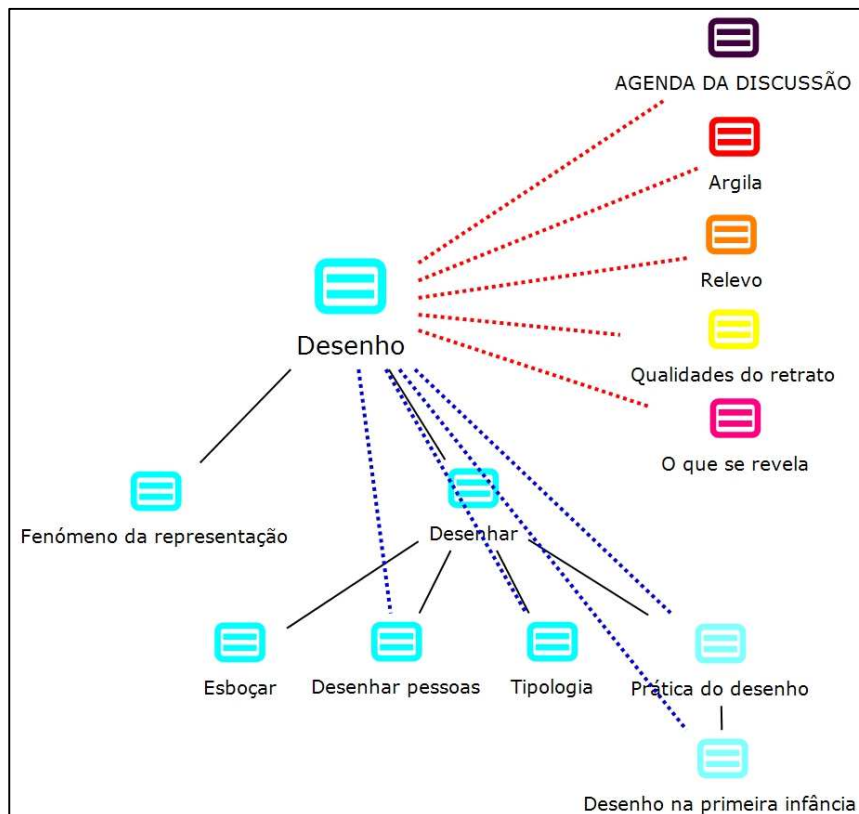 AGENDA DA DISCUSSÃO
Argila
Relevo
Desenho
Qualidades do retrato
O que se revela
Fenómeno da representação
Desenhar
Esboçar
Desenhar pessoas
Tipologia
Prática do desenho
Desenho na primeira infância